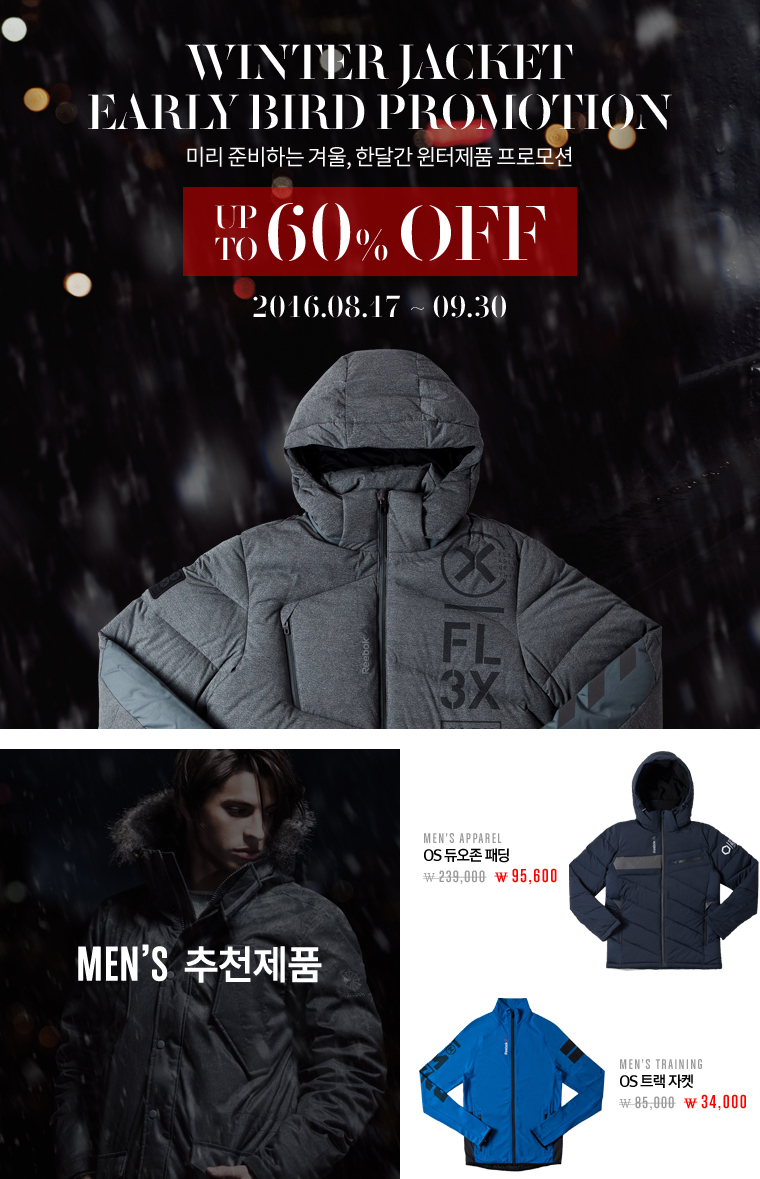 WINTER JACKET
EARLY BIRD PROMOTION
미리 준비하는 겨울, 한달간 윈터제품 프로모션
UP TO 60% OFF
2016.08.17 ~ 09.30
X
FL
3X
Reebok
MEN'S 추천제품
MEN'S APPAREL
OS 듀오존 패딩
₩ 239,000 ₩ 95,600
MEN'S TRAINING
OS 트랙 자켓
₩ 85,000 ₩ 34,000